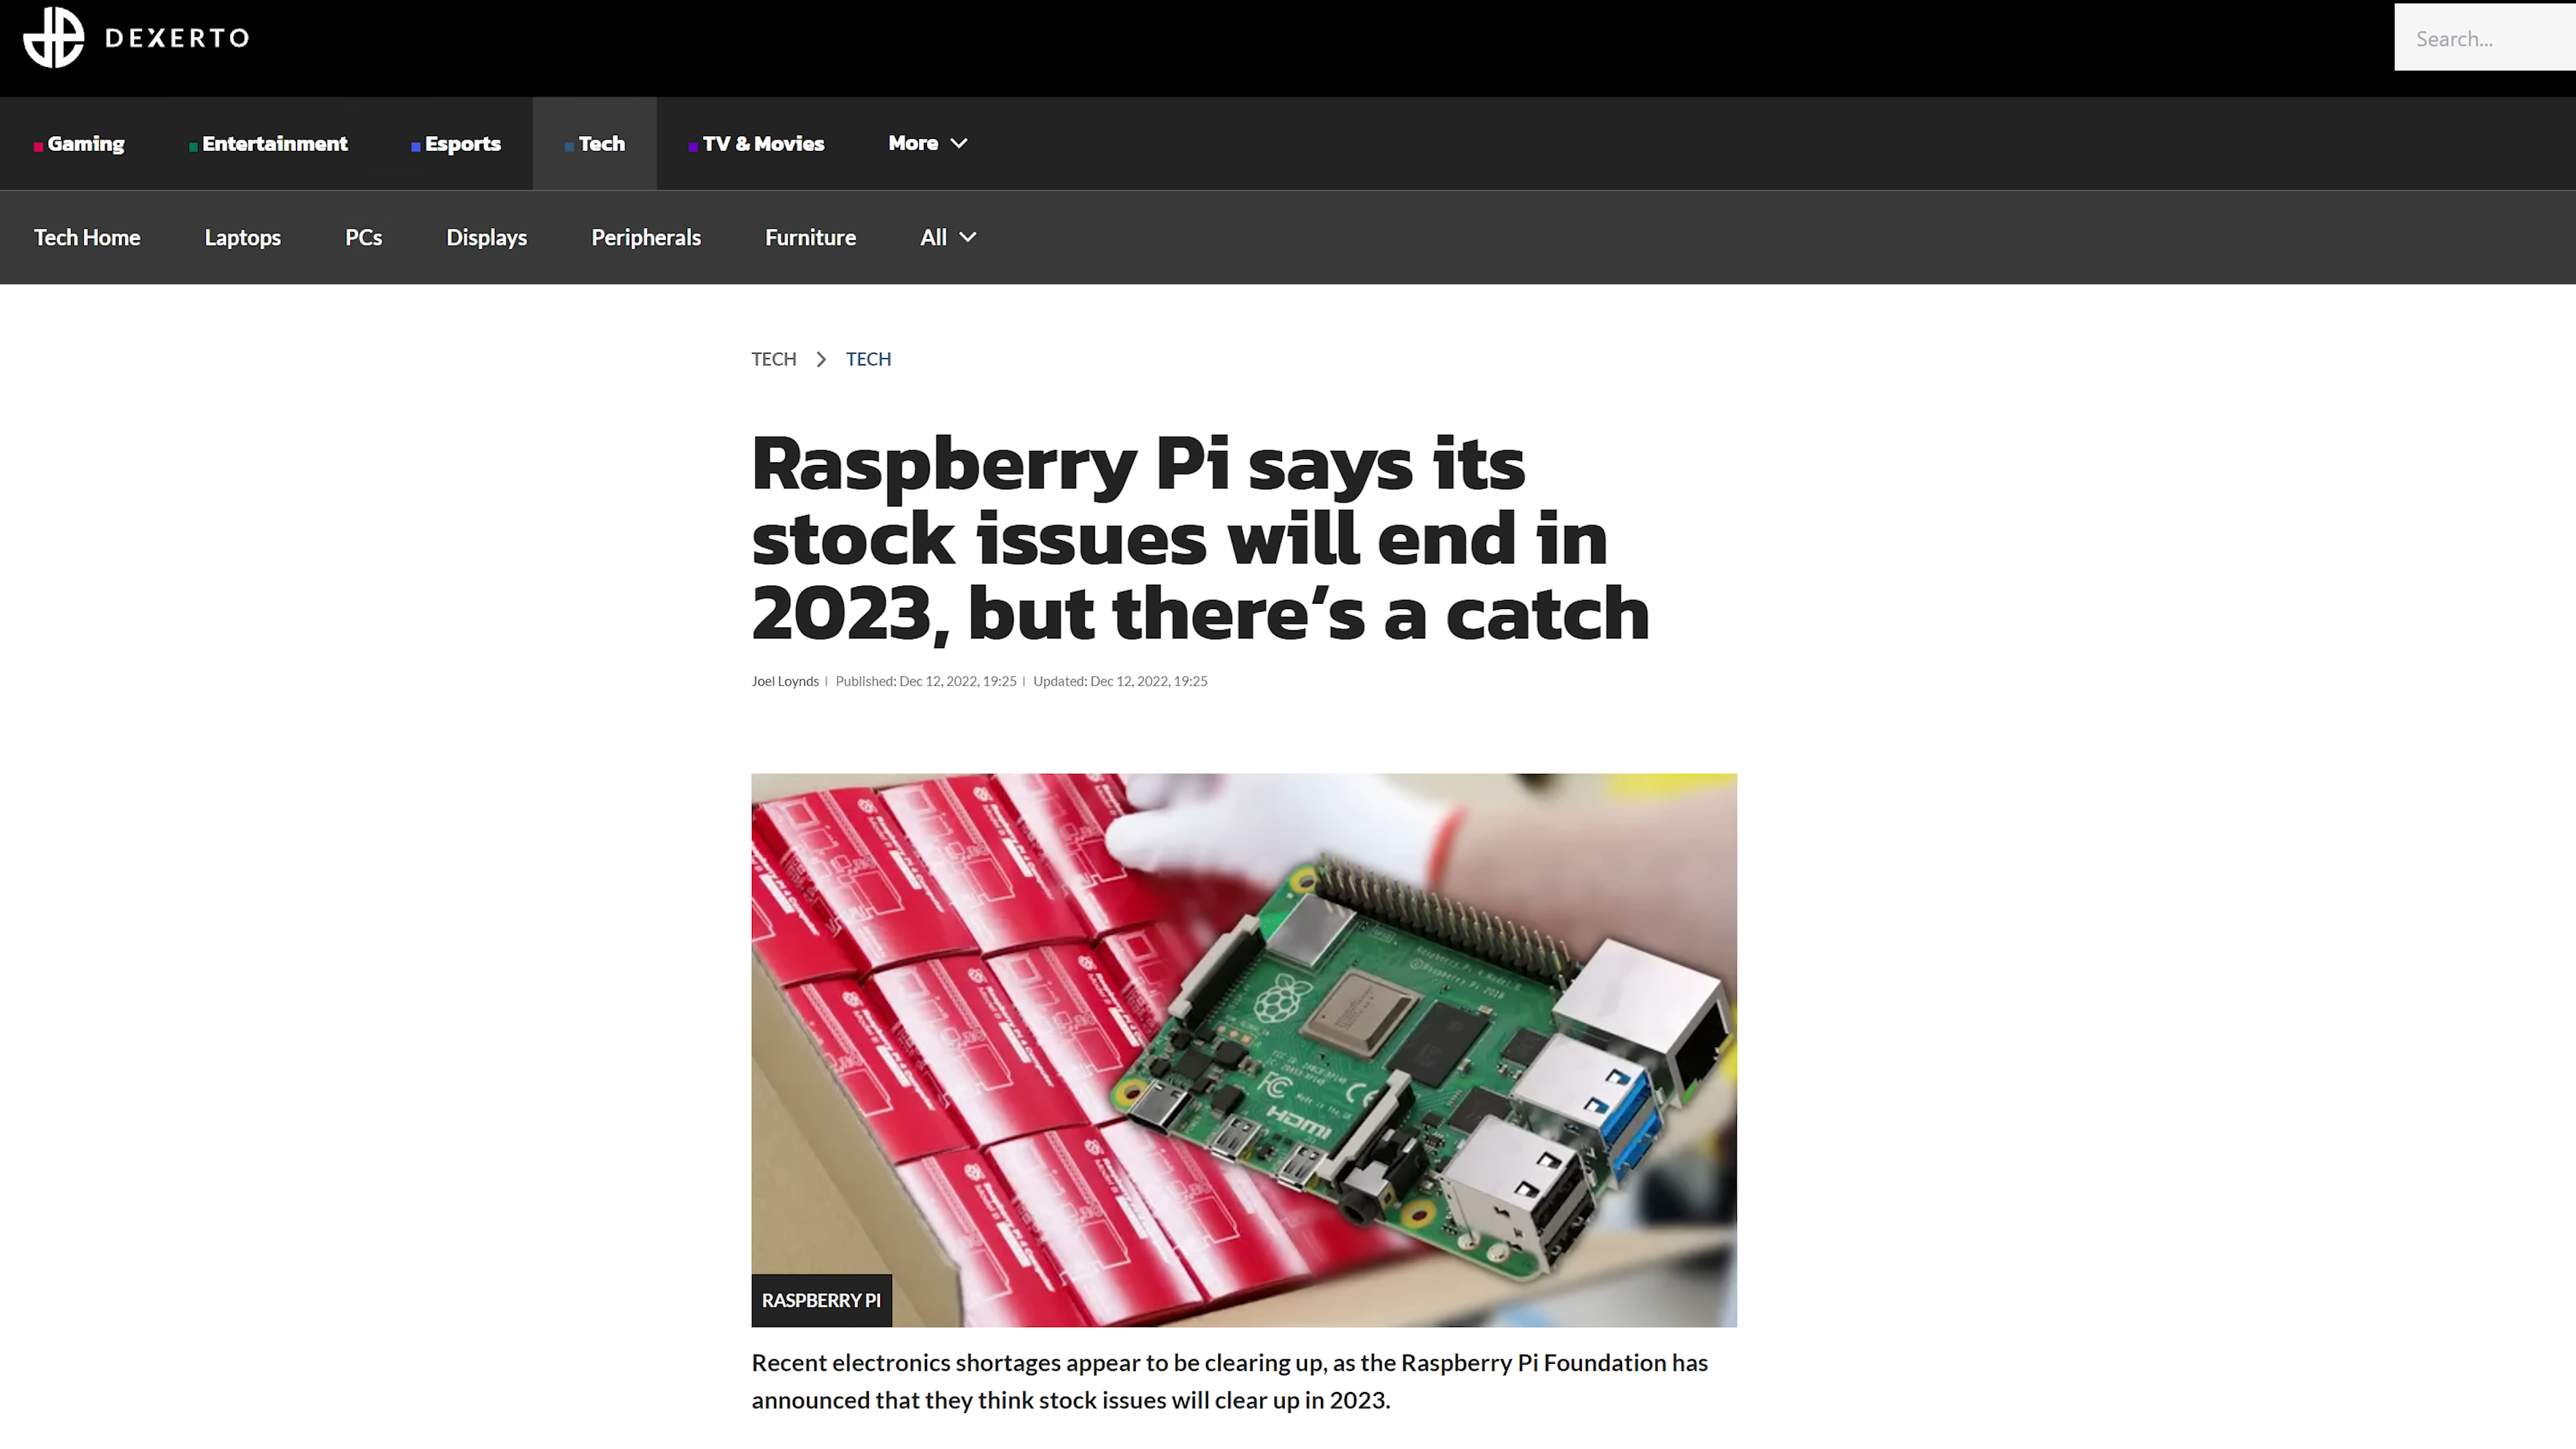 DEXERTO
Search...
Gaming
Entertainment
Esports
Tech
TV & Movies
More
Tech Home
Laptops
PCs
Displays
Peripherals
Furniture
All
TECH > TECH
Raspberry Pi says its
stock issues will end in
2023, but there’s a catch
Joel Loynds | Published: Dec 12, 2022, 19:25 | Updated: Dec 12, 2022, 19:25
FC
CE
HDMI
RASPBERRY PI
Recent electronics shortages appear to be clearing up, as the Raspberry Pi Foundation has
announced that they think stock issues will clear up in 2023.